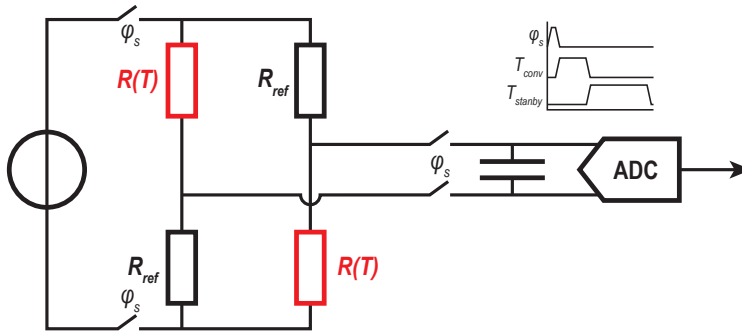 φs
R(T)
Rref
φs
Tconv
Tstanby
φs
ADC
Rref
R(T)
φs